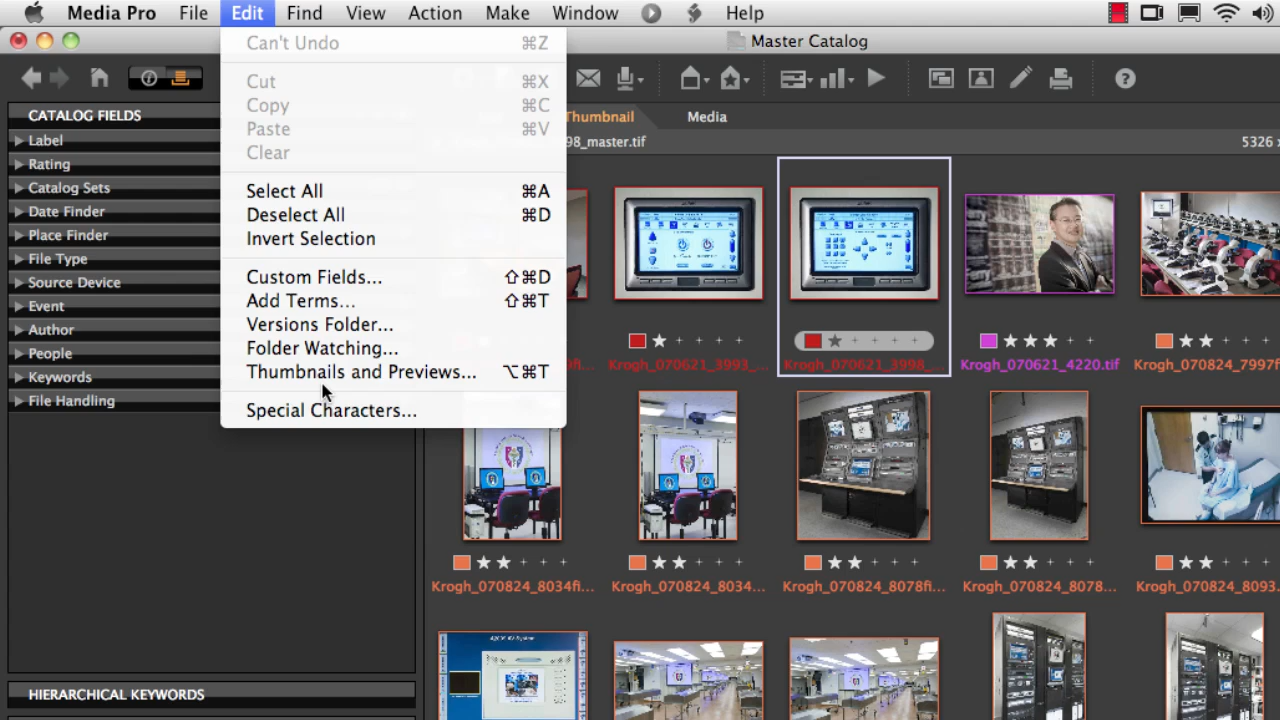 Media Pro File Edit Find View Action Make Window Help
Master Catalog
Can't Undo ⌘Z
Cut ⌘X
Copy ⌘C
Paste ⌘V
Clear
Select All ⌘A
Deselect All ⌘D
Invert Selection
Custom Fields... ⇧⌘D
Add Terms... ⇧⌘T
Versions Folder...
Folder Watching...
Thumbnails and Previews... ⌥⌘T
Special Characters...
CATALOG FIELDS
Label
Rating
Catalog Sets
Date Finder
Place Finder
File Type
Source Device
Event
Author
People
Keywords
File Handling
HIERARCHICAL KEYWORDS
Thumbnail Media
98_master.tif 5326 x
Krogh_070621_3993_... Krogh_070621_3998_... Krogh_070621_4220.tif Krogh_070824_7997f
Krogh_070824_8034fi... Krogh_070824_8034... Krogh_070824_8078fi... Krogh_070824_8078... Krogh_070824_8093